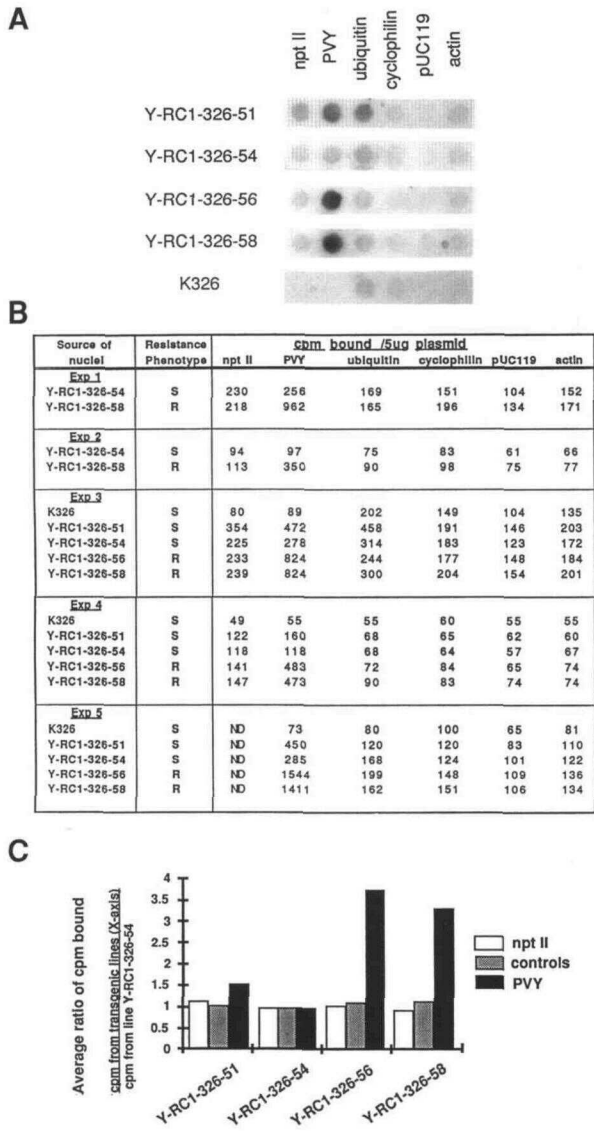 A
npt II PVY ubiquitin cyclophilin pUC119 actin
Y-RC1-326-51
Y-RC1-326-54
Y-RC1-326-56
Y-RC1-326-58
K326
B
Source of nuclei Resistance Phenotype cpm bound /5ug plasmid
npt II PVY ubiquitin cyclophilin pUC119 actin
Exp 1
Y-RC1-326-54 S 230 256 169 151 104 152
Y-RC1-326-58 R 218 962 165 196 134 171
Exp 2
Y-RC1-326-54 S 94 97 75 83 61 66
Y-RC1-326-58 R 113 350 90 98 75 77
Exp 3
K326 S 80 89 202 149 104 135
Y-RC1-326-51 S 354 472 458 191 146 203
Y-RC1-326-54 S 225 278 314 183 123 172
Y-RC1-326-56 R 233 824 244 177 148 184
Y-RC1-326-58 R 239 824 300 204 154 201
Exp 4
K326 S 49 55 55 60 55 55
Y-RC1-326-51 S 122 160 68 65 62 60
Y-RC1-326-54 S 118 118 68 64 57 67
Y-RC1-326-56 R 141 483 72 84 65 74
Y-RC1-326-58 R 147 473 90 83 74 74
Exp 5
K326 S ND 73 80 100 65 81
Y-RC1-326-51 S ND 450 120 120 83 110
Y-RC1-326-54 S ND 285 168 124 101 122
Y-RC1-326-56 R ND 1544 199 148 109 136
Y-RC1-326-58 R ND 1411 162 151 106 134
C
Average ratio of cpm bound
cpm from transgenic lines (X-axis)
cpm from line Y-RC1-326-54
4
3.5
3
2.5
2
1.5
1
0.5
0
Y-RC1-326-51
Y-RC1-326-54
Y-RC1-326-56
Y-RC1-326-58
npt II
controls
PVY